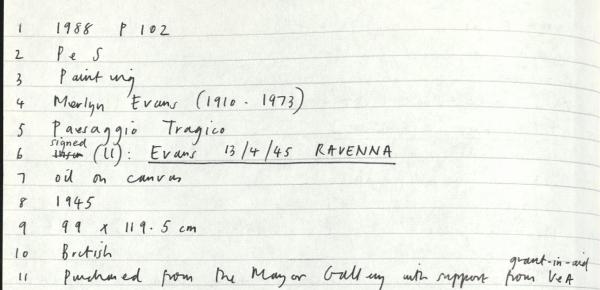 1 1988 P 102
2 P e S
3 Painting
4 Merlyn Evans (1910 - 1973)
5 Paesaggio Tragico
6 signed (ll): Evans 13/4/45 RAVENNA
7 oil on canvas
8 1945
9 99 x 119.5 cm
10 British
11 Purchased from the Mayor Gallery with support from grant-in-aid V&A